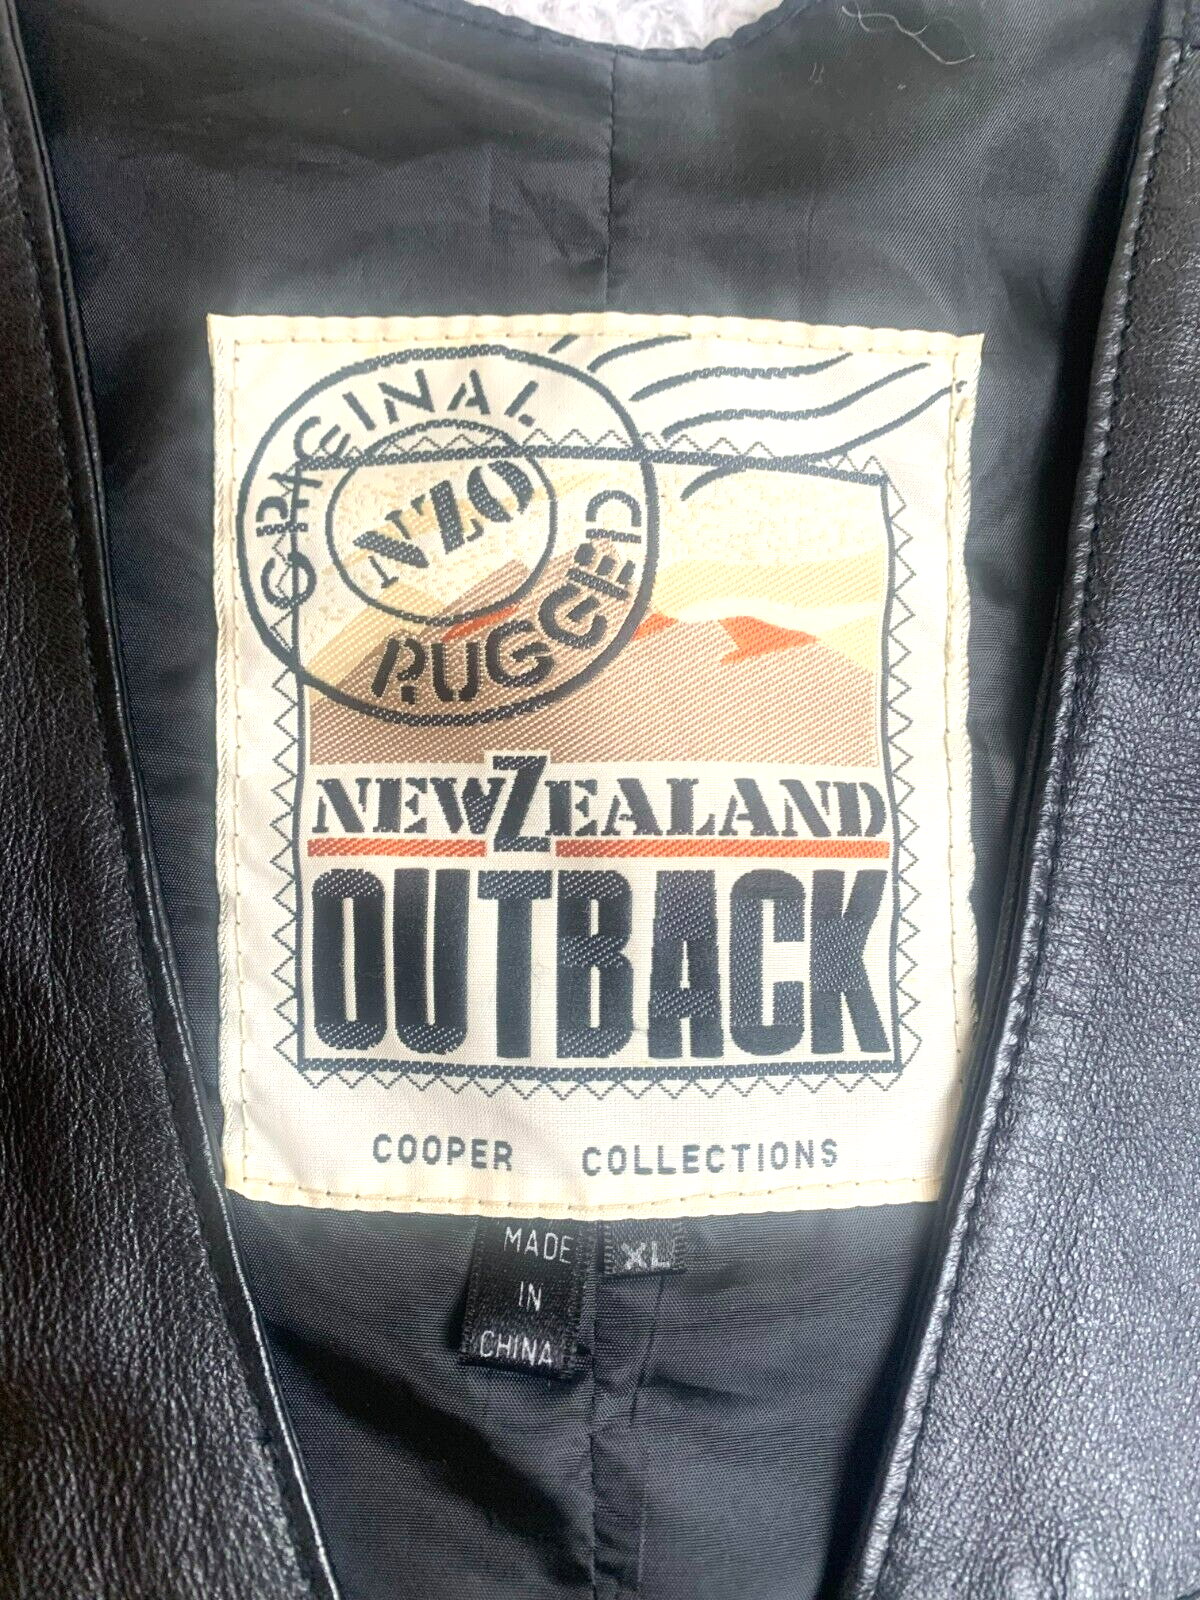 ORIGINAL
NZO
RUGGED
NEW ZEALAND
OUTBACK
COOPER COLLECTIONS
MADE
IN
CHINA
XL